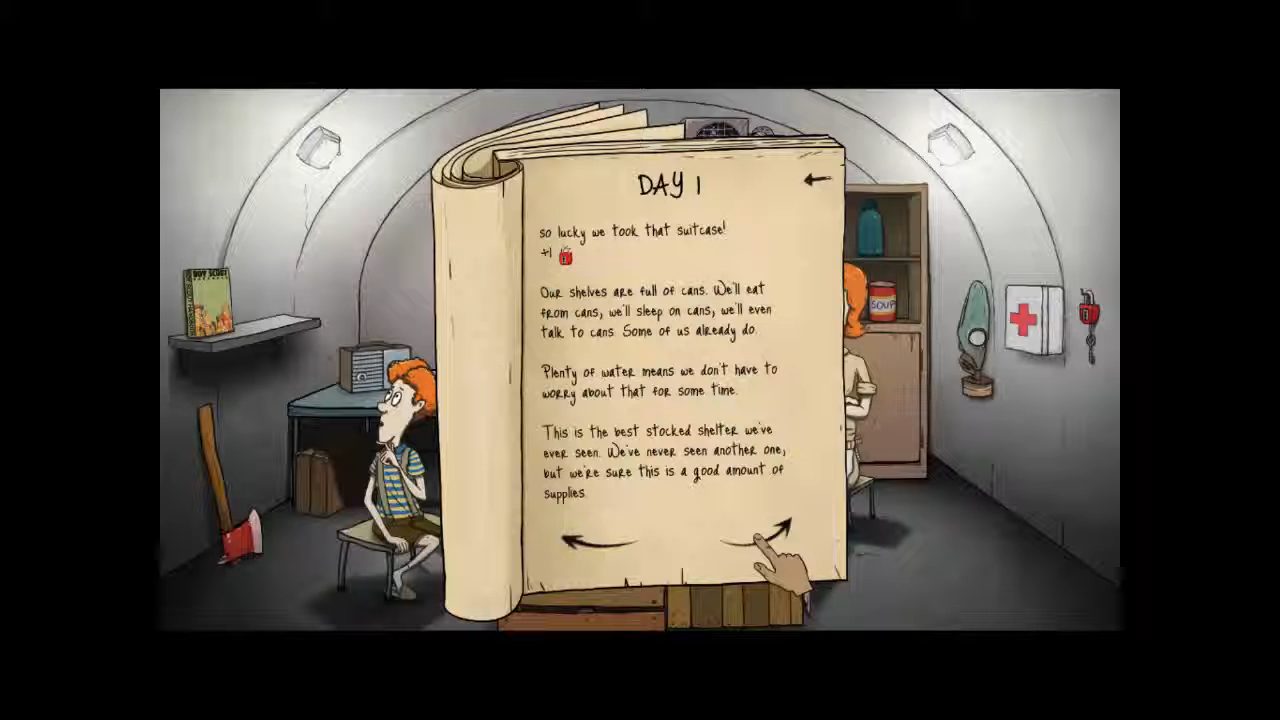 DAY 1
so lucky we took that suitcase!
+1
Our shelves are full of cans. We'll eat
from cans, we'll sleep on cans, we'll even
talk to cans. Some of us already do.
Plenty of water means we don't have to
worry about that for some time.
This is the best stocked shelter we've
ever seen. We've never seen another one,
but we're sure this is a good amount of
supplies.
BOY SCOUT
SOUP